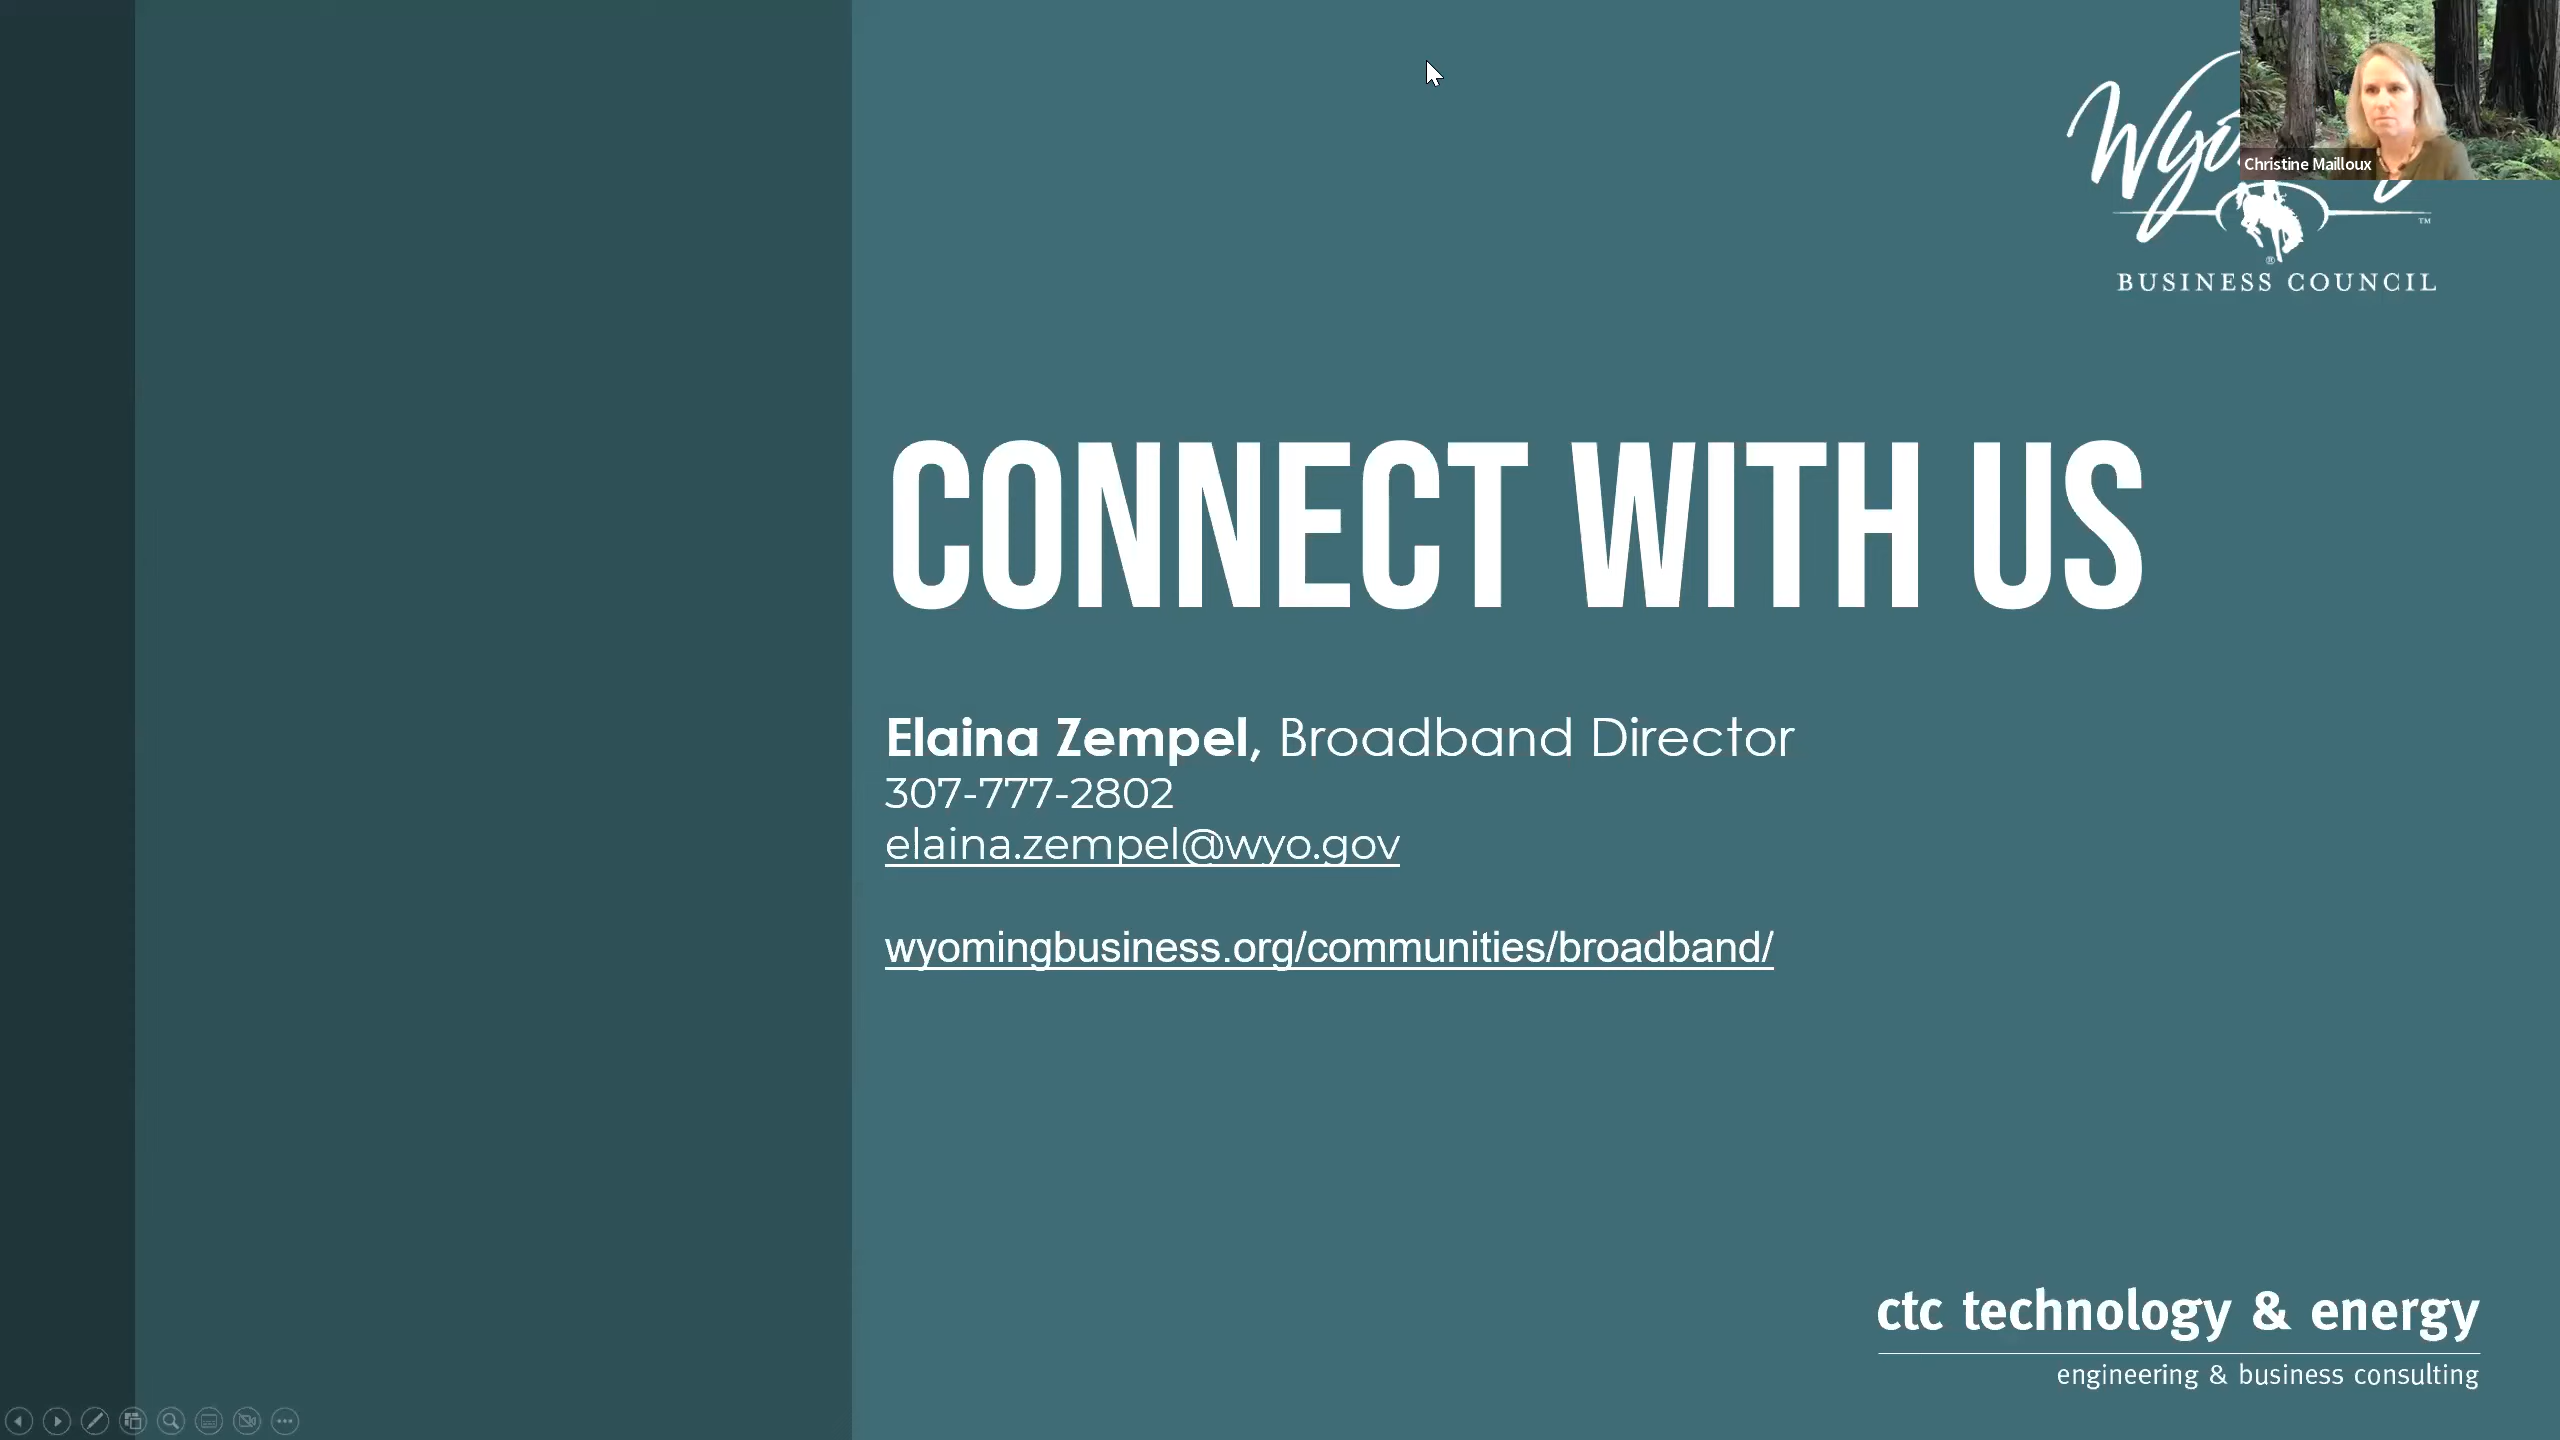 Christine Mailloux
TM
®
BUSINESS COUNCIL
CONNECT WITH US
Elaina Zempel, Broadband Director
307-777-2802
elaina.zempel@wyo.gov
wyomingbusiness.org/communities/broadband/
ctc technology & energy
engineering & business consulting